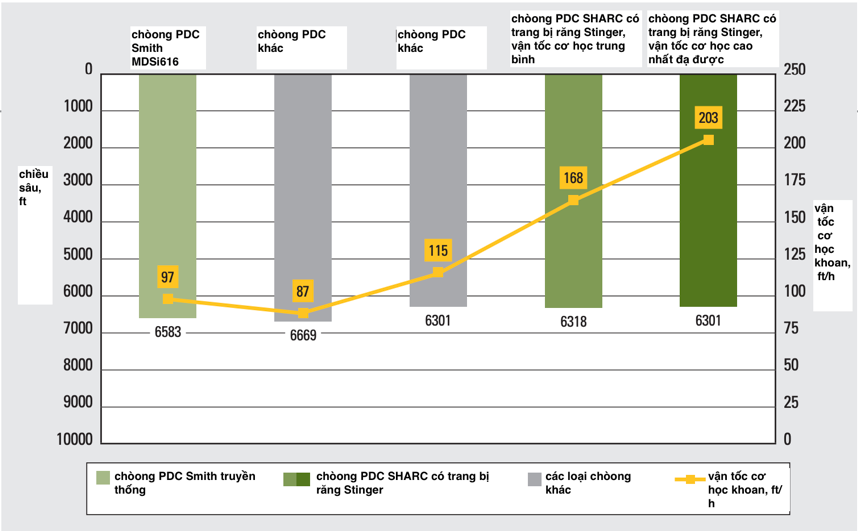 chòong PDC
Smith
MDSi616
chòong PDC
khác
chòong PDC
khác
chòong PDC SHARC có
trang bị răng Stinger,
vận tốc cơ học trung
bình
chòong PDC SHARC có
trang bị răng Stinger,
vận tốc cơ học cao
nhất đạ được
0
1000
2000
3000
4000
5000
6000
7000
8000
9000
10000
chiều
sâu,
ft
97
87
115
168
203
6583
6669
6301
6318
6301
250
225
200
175
150
125
100
75
50
25
0
vận
tốc
cơ
học
khoan,
ft/h
chòong PDC Smith truyền
thống
chòong PDC SHARC có trang bị
răng Stinger
các loại chòong
khác
vận tốc cơ
học khoan, ft/
h